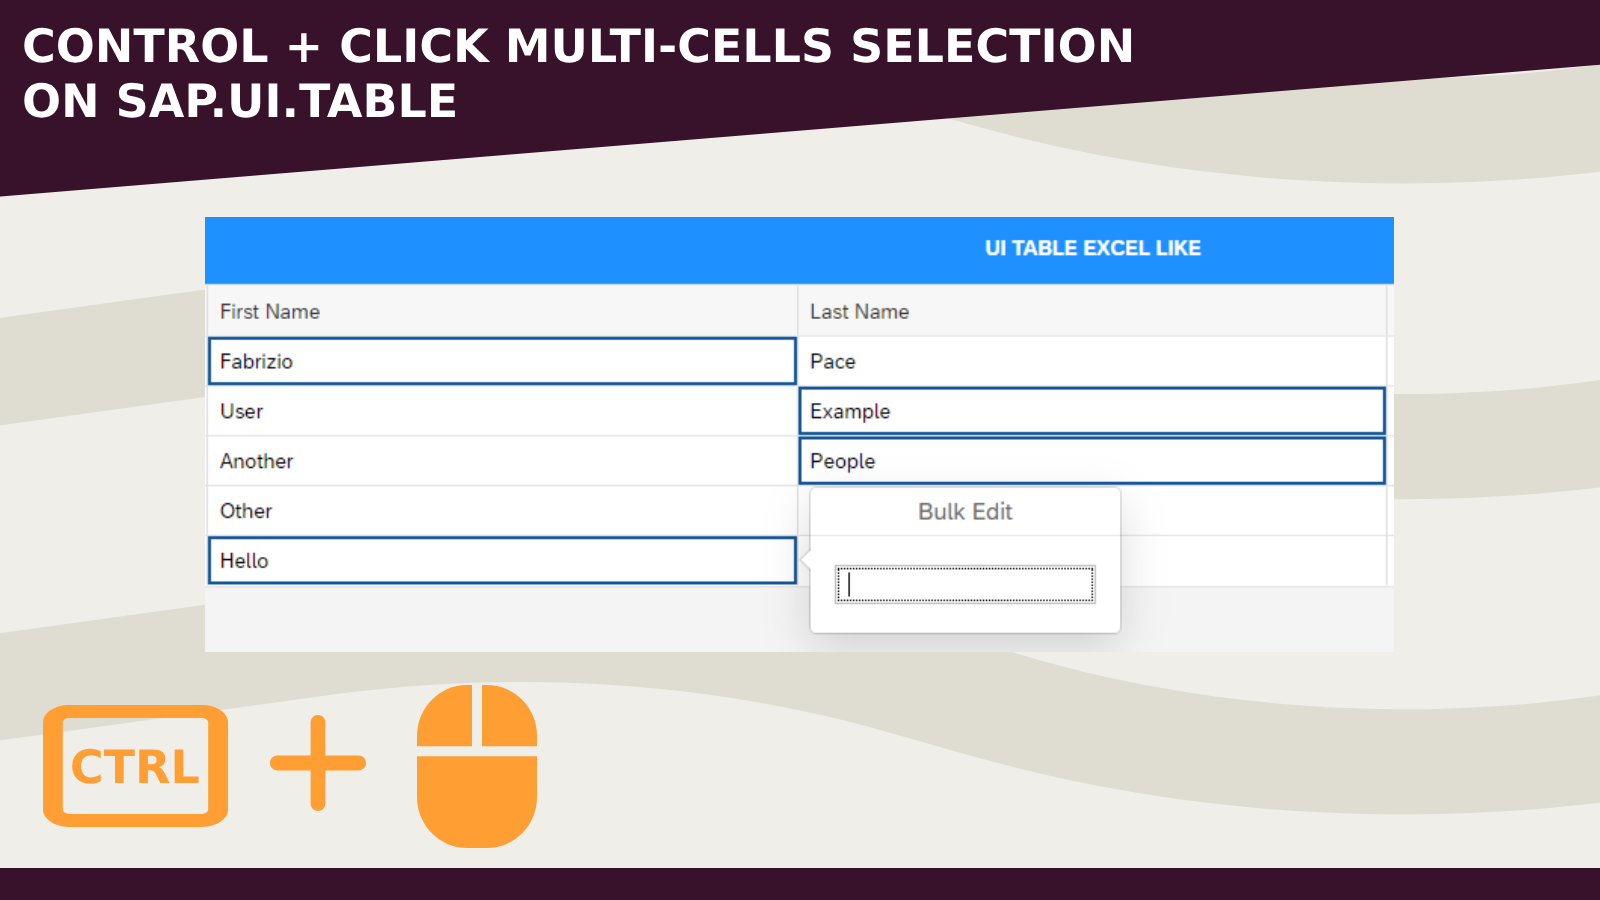 CONTROL + CLICK MULTI-CELLS SELECTION
ON SAP.UI.TABLE
UI TABLE EXCEL LIKE
First Name Last Name
Fabrizio Pace
User Example
Another People
Other
Bulk Edit
Hello
CTRL